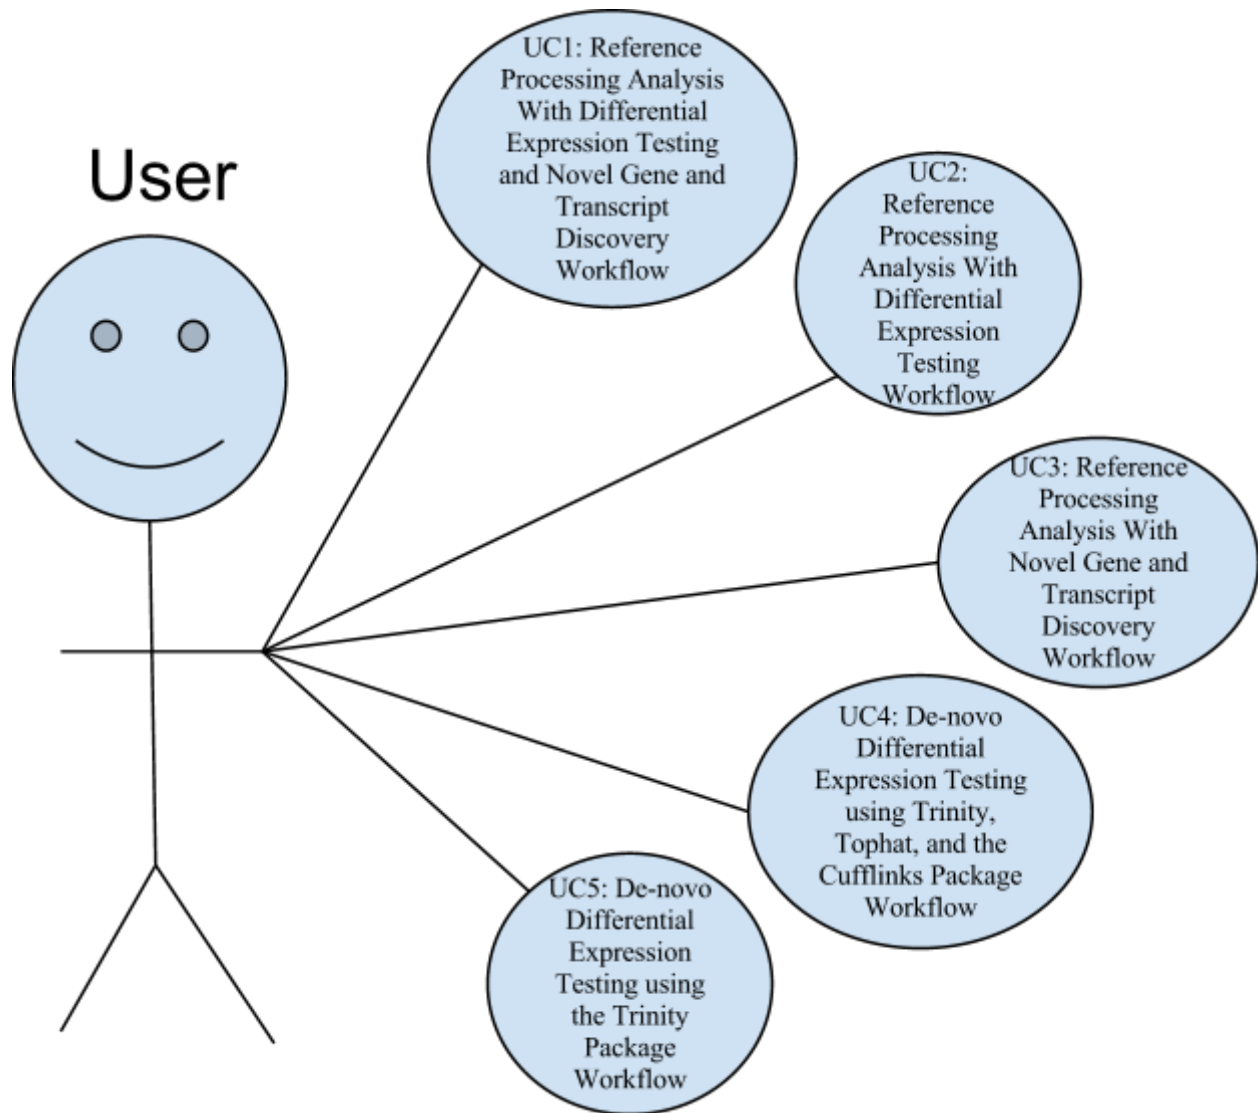 User
UC1: Reference
Processing Analysis
With Differential
Expression Testing
and Novel Gene and
Transcript
Discovery
Workflow
UC2:
Reference
Processing
Analysis With
Differential
Expression
Testing
Workflow
UC3: Reference
Processing
Analysis With
Novel Gene and
Transcript
Discovery
Workflow
UC4: De-novo
Differential
Expression Testing
using Trinity,
Tophat, and the
Cufflinks Package
Workflow
UC5: De-novo
Differential
Expression
Testing using
the Trinity
Package
Workflow